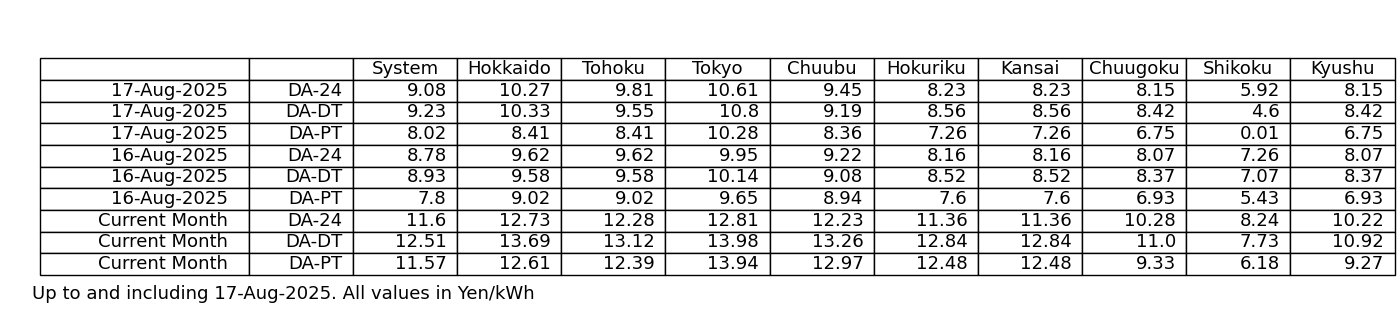 System Hokkaido Tohoku Tokyo Chuubu Hokuriku Kansai Chuugoku Shikoku Kyushu
17-Aug-2025 DA-24 9.08 10.27 9.81 10.61 9.45 8.23 8.23 8.15 5.92 8.15
17-Aug-2025 DA-DT 9.23 10.33 9.55 10.8 9.19 8.56 8.56 8.42 4.6 8.42
17-Aug-2025 DA-PT 8.02 8.41 8.41 10.28 8.36 7.26 7.26 6.75 0.01 6.75
16-Aug-2025 DA-24 8.78 9.62 9.62 9.95 9.22 8.16 8.16 8.07 7.26 8.07
16-Aug-2025 DA-DT 8.93 9.58 9.58 10.14 9.08 8.52 8.52 8.37 7.07 8.37
16-Aug-2025 DA-PT 7.8 9.02 9.02 9.65 8.94 7.6 7.6 6.93 5.43 6.93
Current Month DA-24 11.6 12.73 12.28 12.81 12.23 11.36 11.36 10.28 8.24 10.22
Current Month DA-DT 12.51 13.69 13.12 13.98 13.26 12.84 12.84 11.0 7.73 10.92
Current Month DA-PT 11.57 12.61 12.39 13.94 12.97 12.48 12.48 9.33 6.18 9.27
Up to and including 17-Aug-2025. All values in Yen/kWh